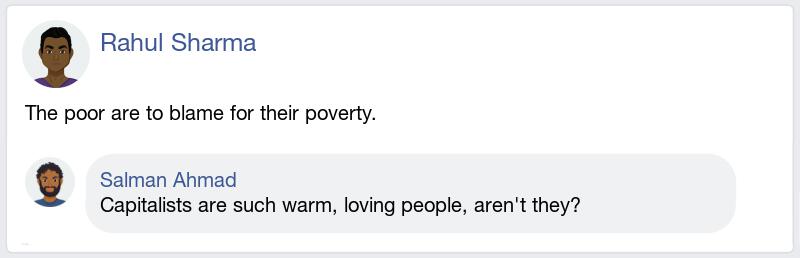 Rahul Sharma
The poor are to blame for their poverty.
Salman Ahmad
Capitalists are such warm, loving people, aren't they?